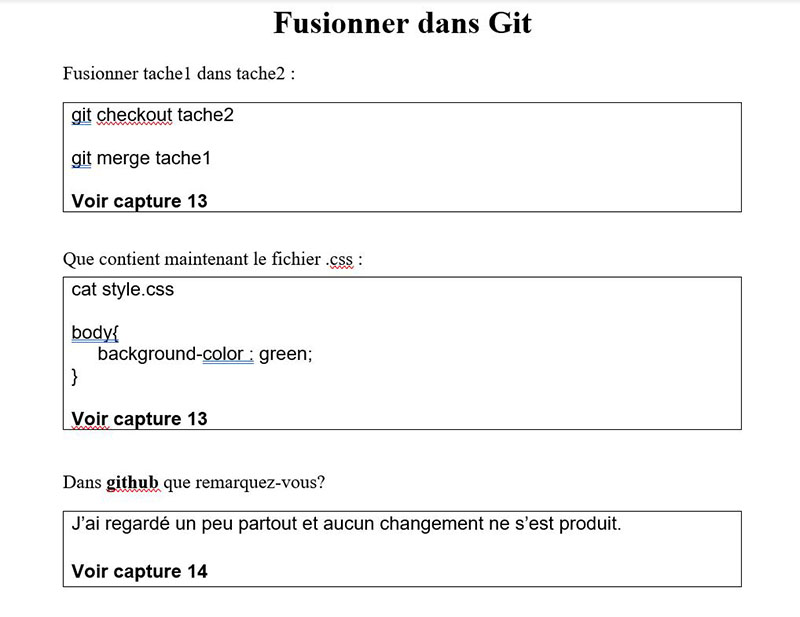 Fusionner dans Git
Fusionner tache1 dans tache2 :
git checkout tache2
git merge tache1
Voir capture 13
Que contient maintenant le fichier .css :
cat style.css
body{
background-color : green;
}
Voir capture 13
Dans github que remarquez-vous?
J’ai regardé un peu partout et aucun changement ne s’est produit.
Voir capture 14